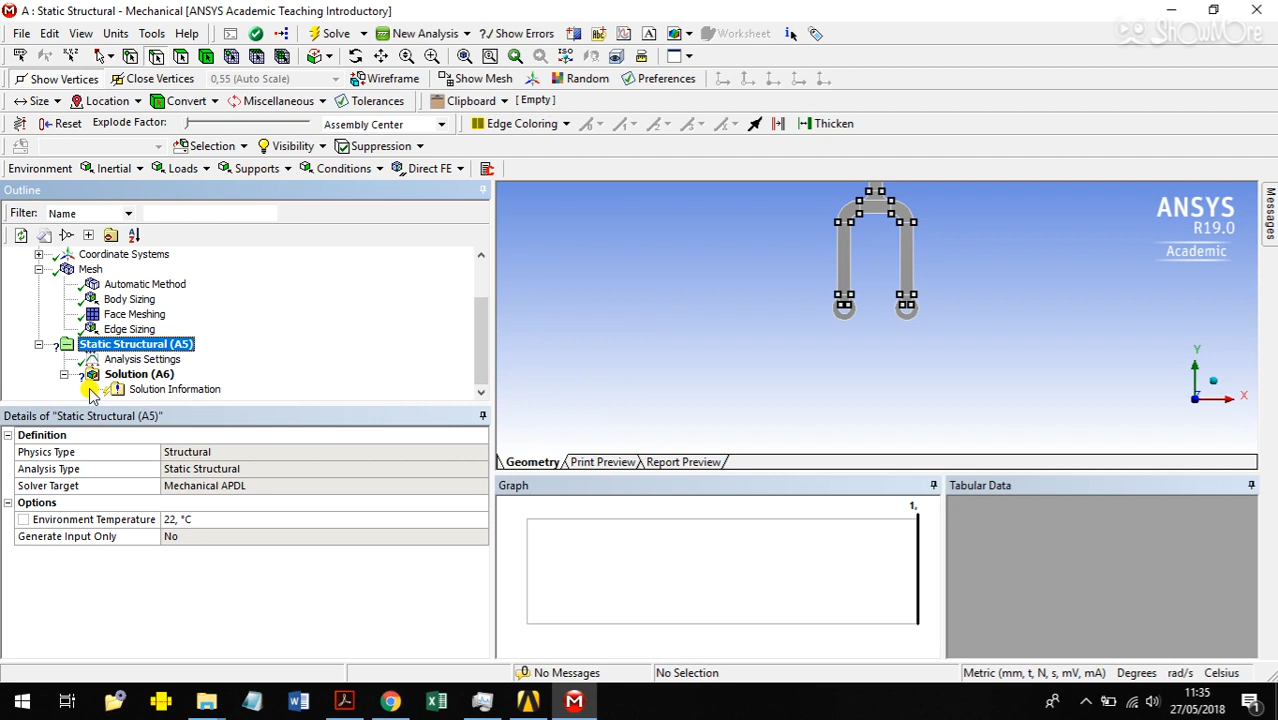 A : Static Structural - Mechanical [ANSYS Academic Teaching Introductory]
ShowMore
File Edit View Units Tools Help Solve New Analysis ? Show Errors A Worksheet
Show Vertices Close Vertices 0,55 (Auto Scale) Wireframe Show Mesh Random Preferences
Size Location Convert Miscellaneous Tolerances Clipboard [ Empty ]
Reset Explode Factor: Assembly Center Edge Coloring Thicken
Selection Visibility Suppression
Environment Inertial Loads Supports Conditions Direct FE
Outline
Filter: Name
Coordinate Systems
Mesh
Automatic Method
Body Sizing
Face Meshing
Edge Sizing
Static Structural (A5)
Analysis Settings
Solution (A6)
Solution Information
Details of "Static Structural (A5)"
Definition
Physics Type Structural
Analysis Type Static Structural
Solver Target Mechanical APDL
Options
Environment Temperature 22, °C
Generate Input Only No
ANSYS
R19.0
Academic
Y
Z
X
Messages
Geometry Print Preview Report Preview
Graph
Tabular Data
1,
0 No Messages No Selection Metric (mm, t, N, s, mV, mA) Degrees rad/s Celsius
11:35
27/05/2018